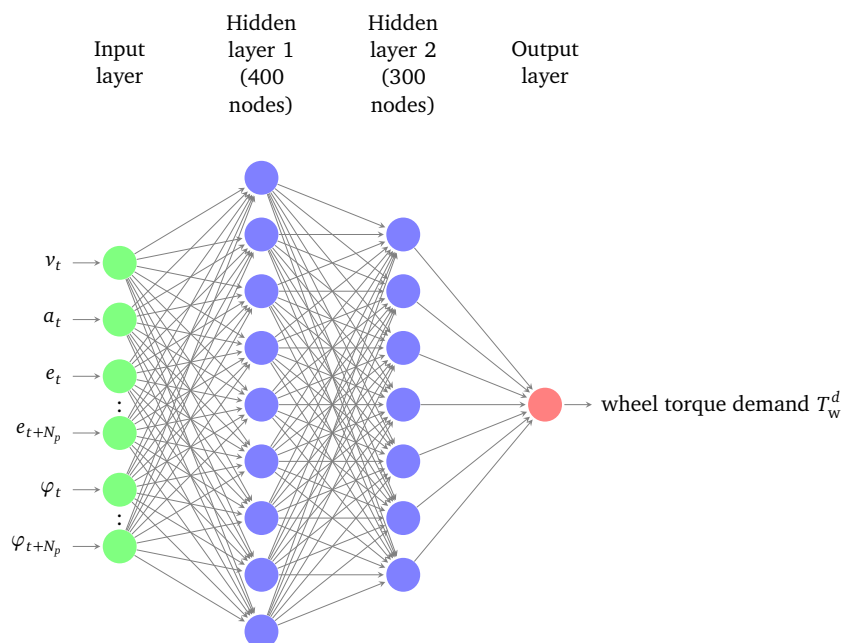 Input
layer
Hidden
layer 1
(400
nodes)
Hidden
layer 2
(300
nodes)
Output
layer
v_t
a_t
e_t
⋮
e_{t+N_p}
φ_t
⋮
φ_{t+N_p}
wheel torque demand T_w^d